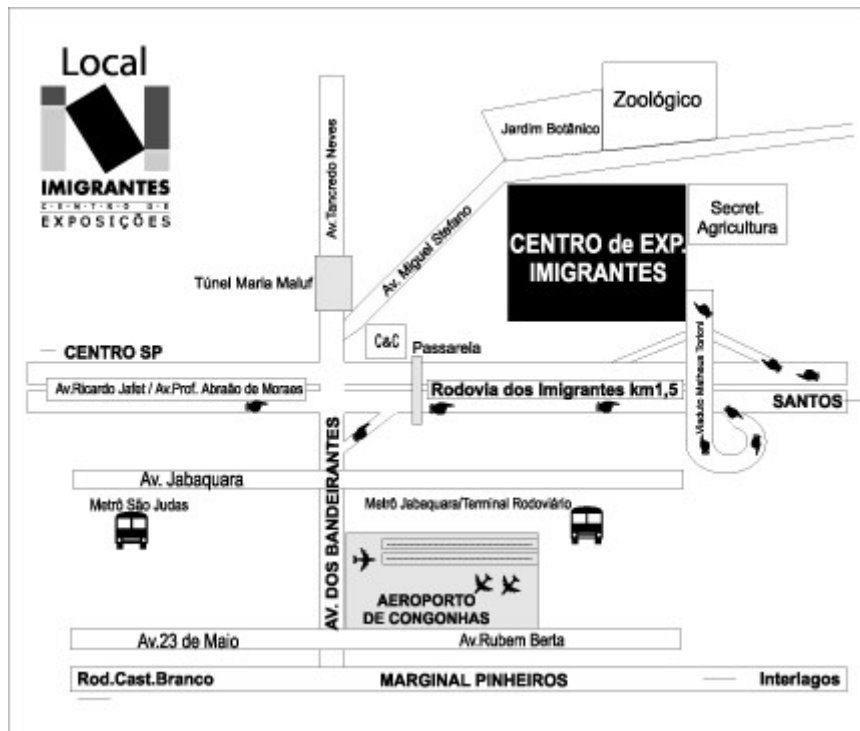 Local
IMIGRANTES
CENTRO DE
EXPOSIÇÕES
Av.Tancredo Neves
Túnel Maria Maluf
Av. Miguel Stefano
Jardim Botânico
Zoológico
CENTRO de EXP.
IMIGRANTES
Secret.
Agricultura
C&C
Passarela
CENTRO SP
Av.Ricardo Jafet / Av.Prof. Abraão de Moraes
Rodovia dos Imigrantes km1,5
SANTOS
Viaduto Matheus Torloni
Av. Jabaquara
Metrô São Judas
Metrô Jabaquara/Terminal Rodoviário
AV. DOS BANDEIRANTES
AEROPORTO
DE CONGONHAS
Av.23 de Maio
Av.Rubem Berta
Rod.Cast.Branco
MARGINAL PINHEIROS
Interlagos